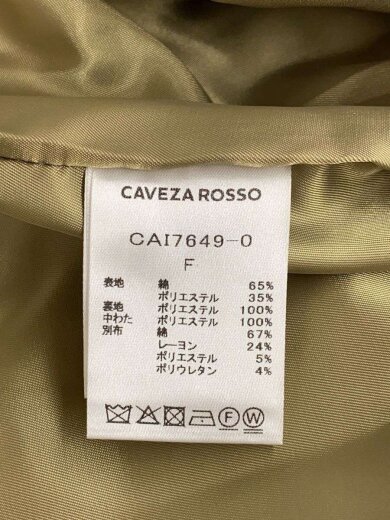 CAVEZA ROSSO
CAI7649-0
F
表地 綿 65%
ポリエステル 35%
裏地 ポリエステル 100%
中わた ポリエステル 100%
別布 綿 67%
レーヨン 24%
ポリエステル 5%
ポリウレタン 4%
F W